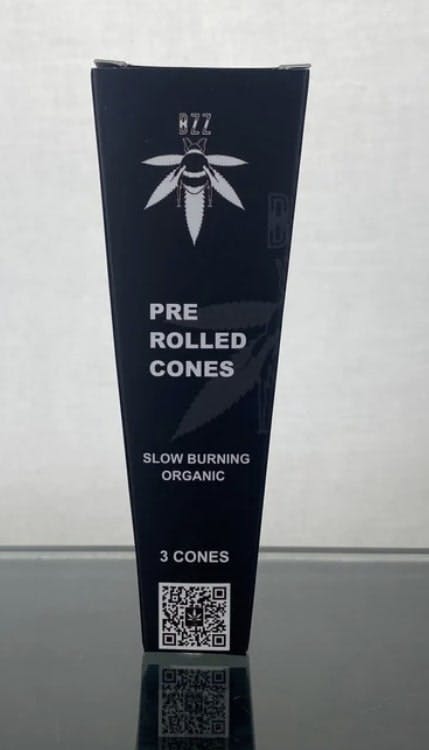 BZZ
PRE
ROLLED
CONES
SLOW BURNING
ORGANIC
3 CONES